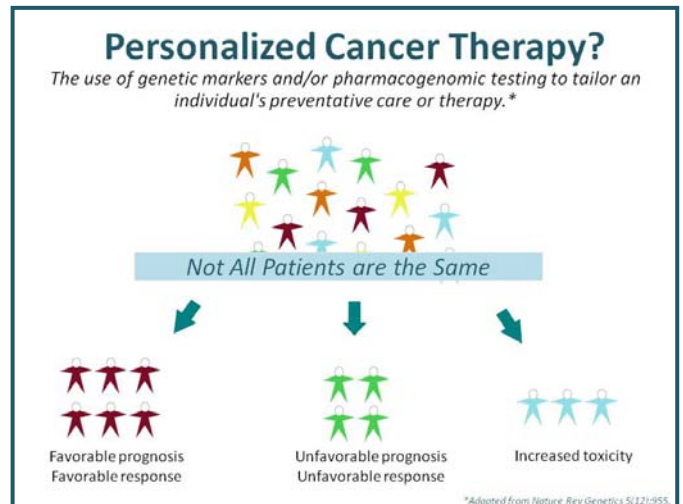 Personalized Cancer Therapy?
The use of genetic markers and/or pharmacogenomic testing to tailor an
individual's preventative care or therapy.*
Not All Patients are the Same
Favorable prognosis
Favorable response
Unfavorable prognosis
Unfavorable response
Increased toxicity
*Adapted from Nature Rev Genetics 5(12):955.